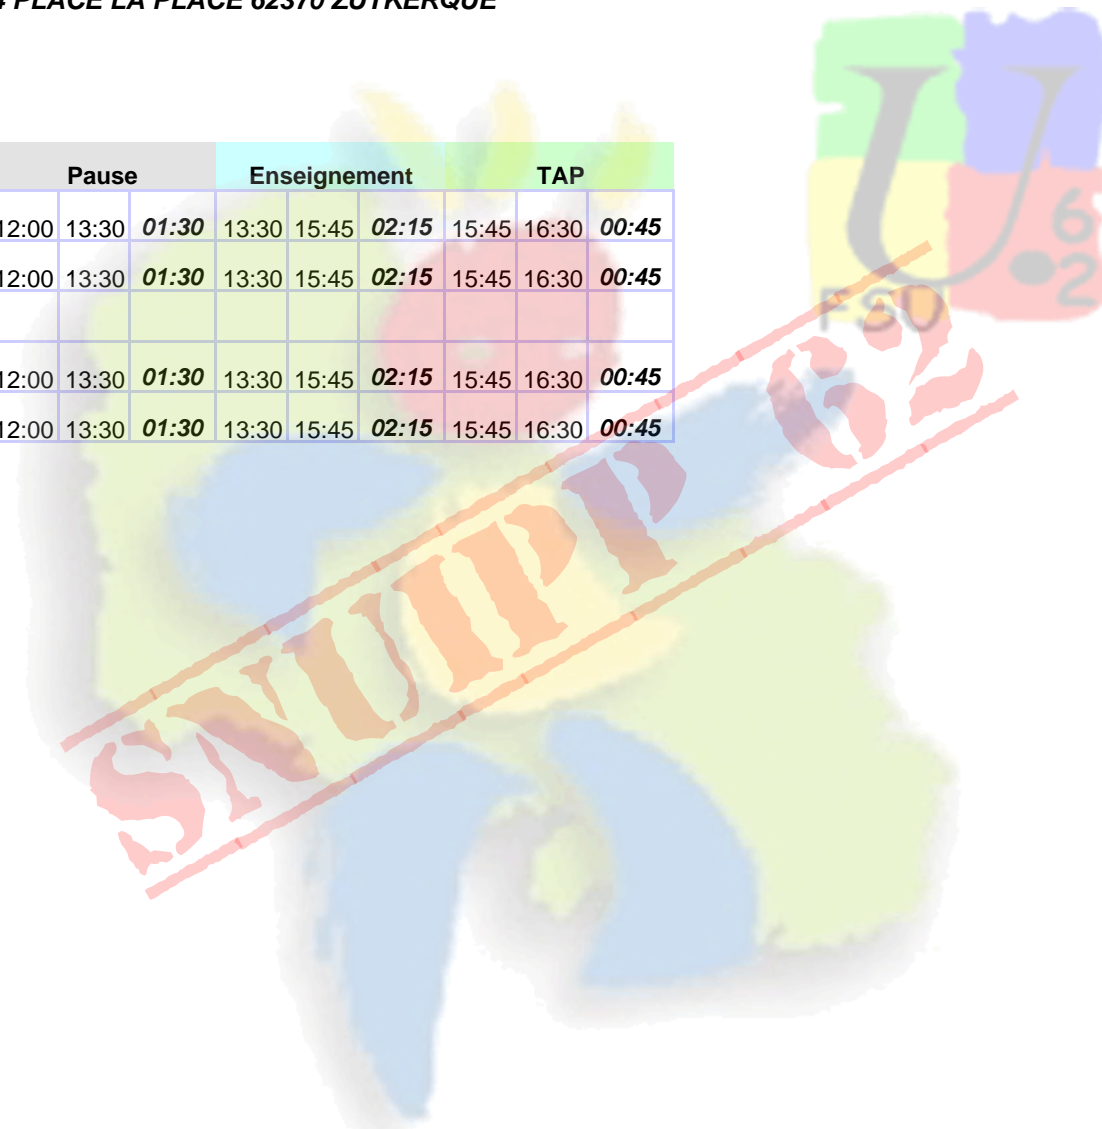 4 PLACE LA PLACE 62370 ZUTKERQUE
Pause Enseignement TAP
12:00 13:30 01:30 13:30 15:45 02:15 15:45 16:30 00:45
12:00 13:30 01:30 13:30 15:45 02:15 15:45 16:30 00:45
12:00 13:30 01:30 13:30 15:45 02:15 15:45 16:30 00:45
12:00 13:30 01:30 13:30 15:45 02:15 15:45 16:30 00:45
U.62
FSU
SNUIPP 62